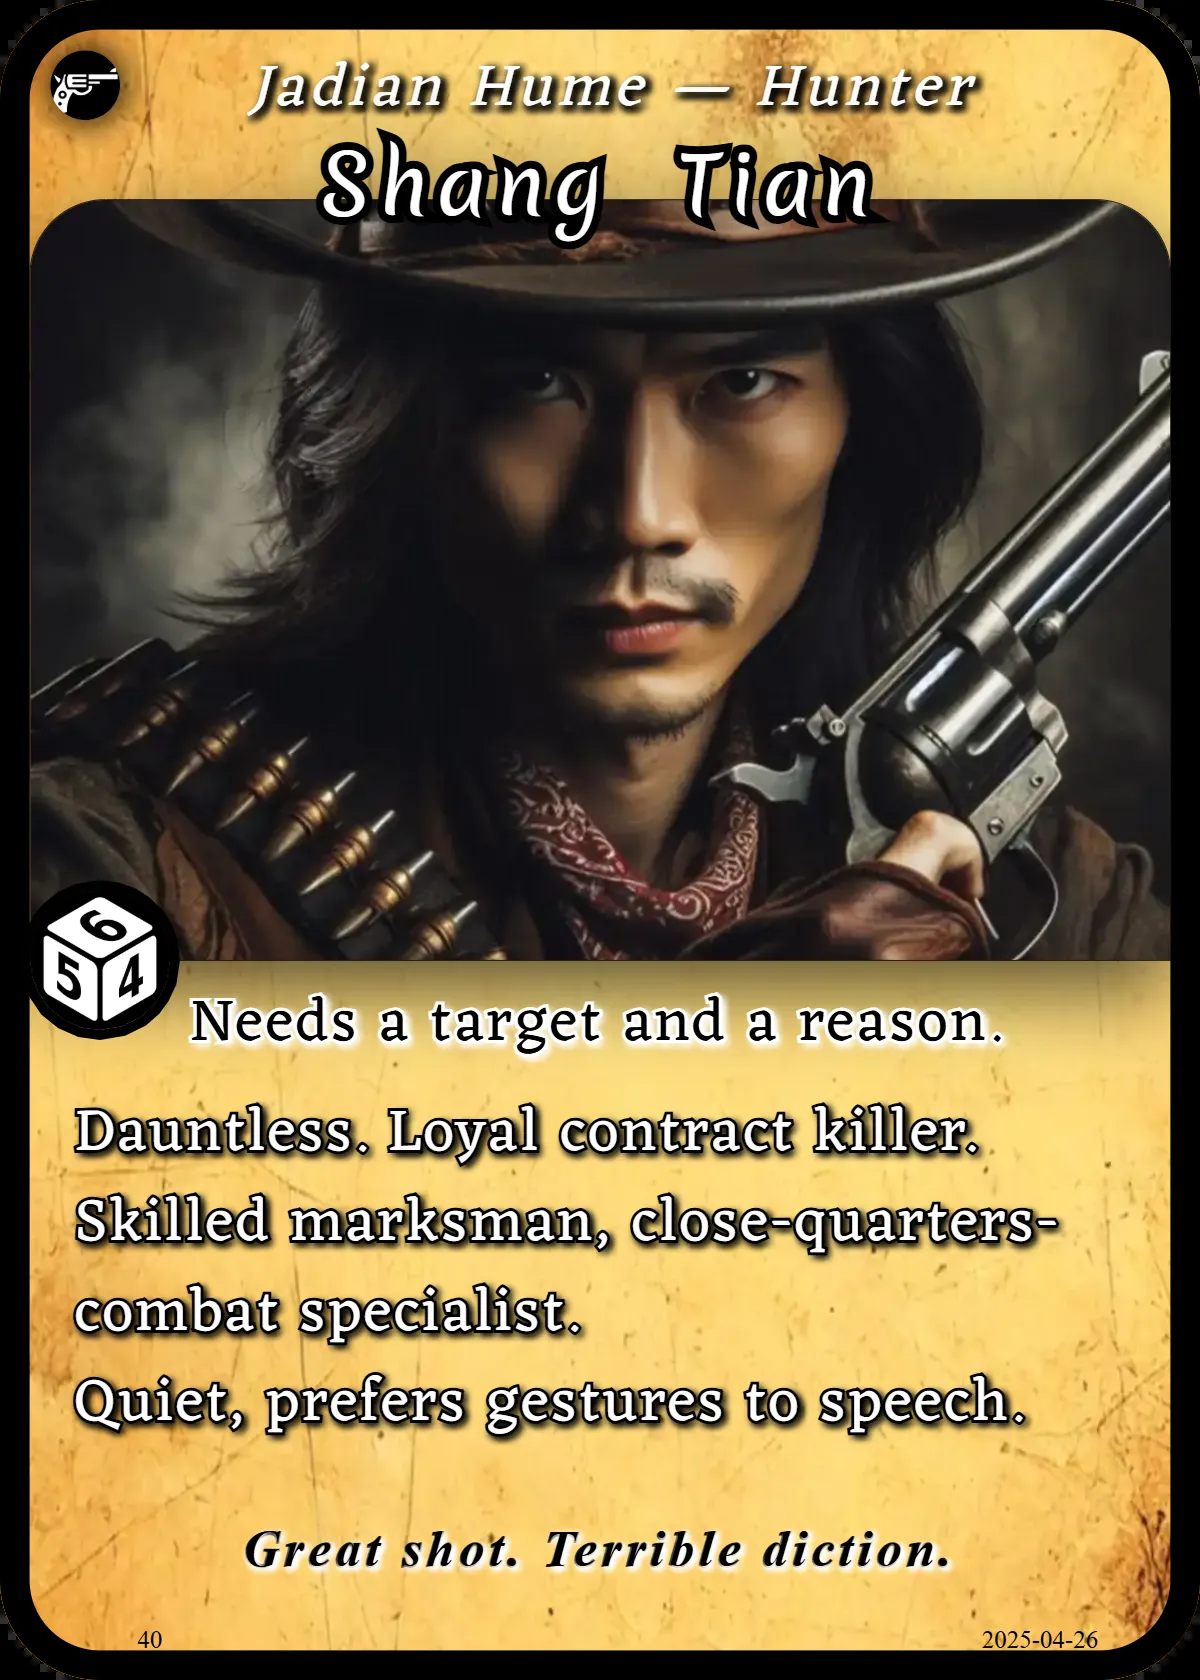 Jadian Hume — Hunter
Shang Tian
6
5 4
Needs a target and a reason.
Dauntless. Loyal contract killer.
Skilled marksman, close-quarters-
combat specialist.
Quiet, prefers gestures to speech.
Great shot. Terrible diction.
40 2025-04-26